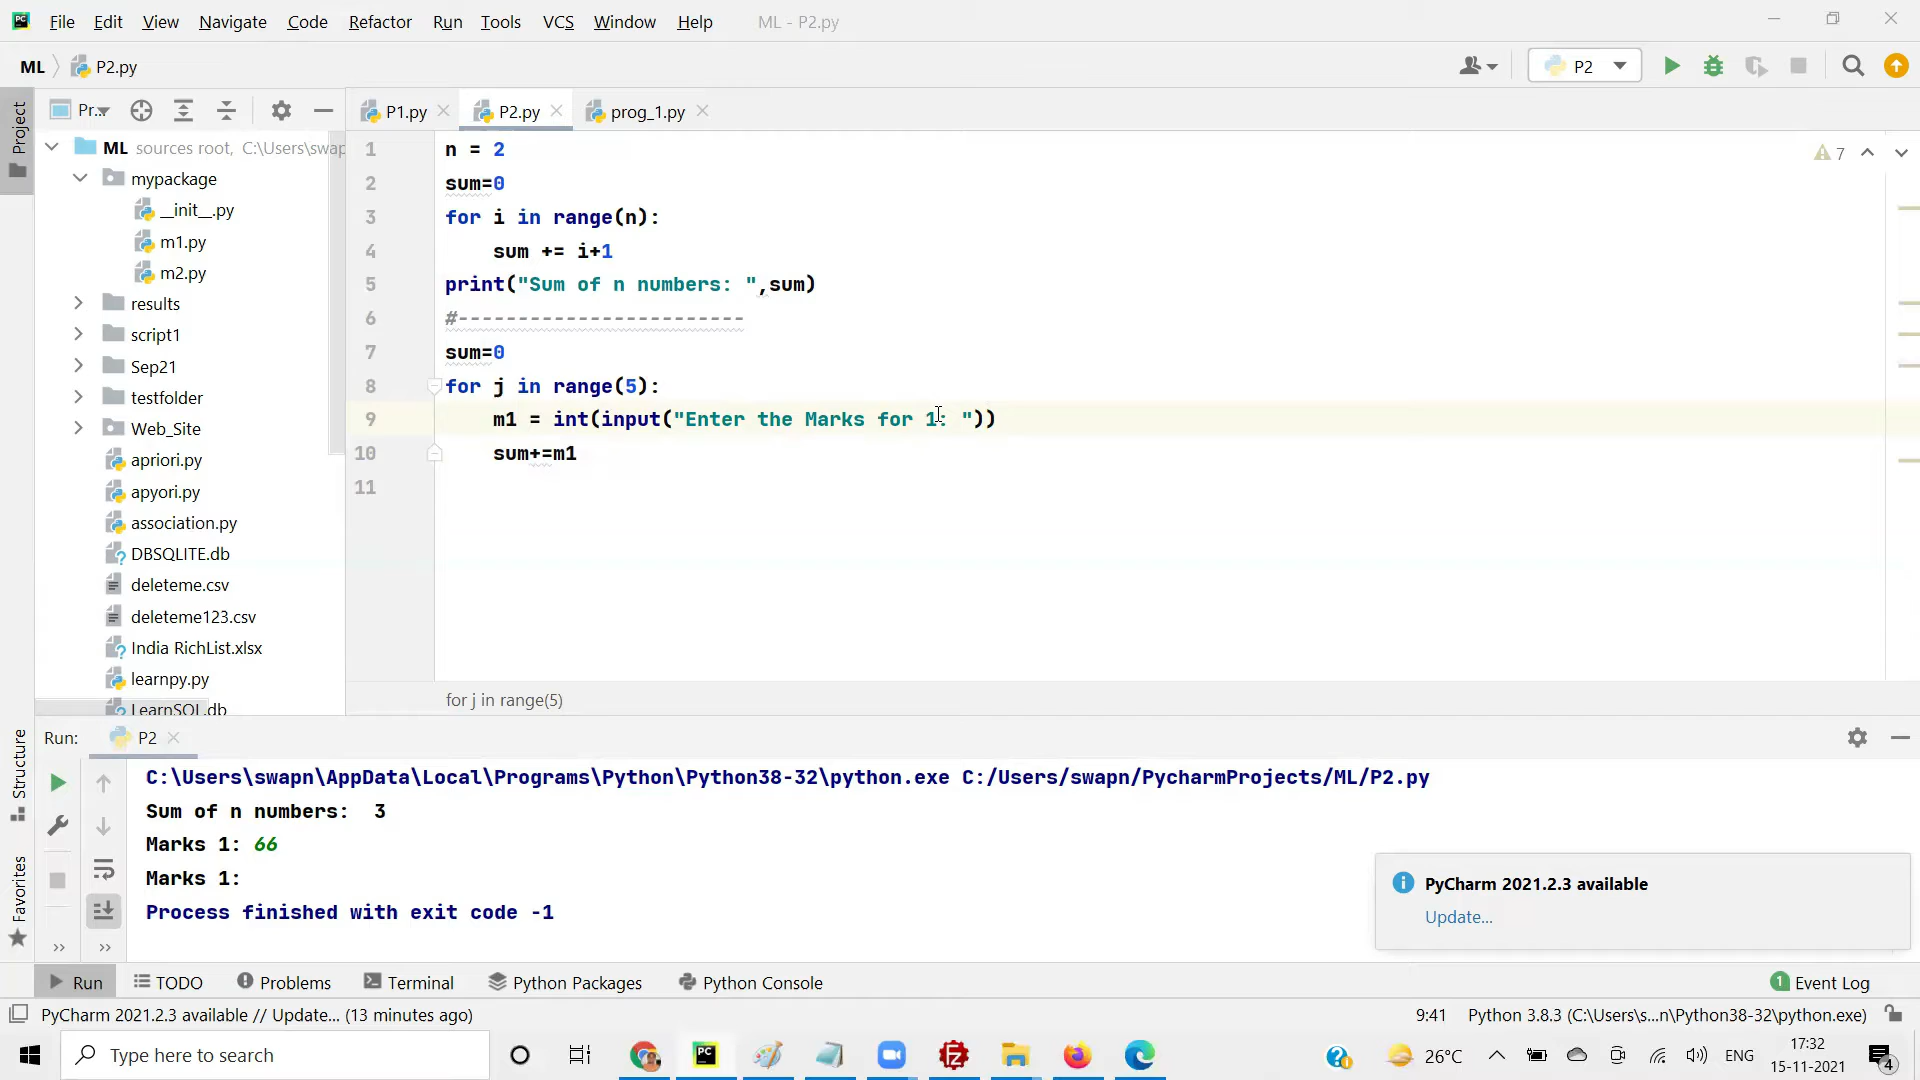 File Edit View Navigate Code Refactor Run Tools VCS Window Help ML - P2.py
ML P2.py P2
Project
Pr...
P1.py P2.py prog_1.py
ML sources root, C:\Users\swap
mypackage
__init__.py
m1.py
m2.py
results
script1
Sep21
testfolder
Web_Site
apriori.py
apyori.py
association.py
DBSQLITE.db
deleteme.csv
deleteme123.csv
India RichList.xlsx
learnpy.py
LearnSQL.db
7
1 n = 2
2 sum=0
3 for i in range(n):
4 sum += i+1
5 print("Sum of n numbers: ",sum)
6 #------------------------
7 sum=0
8 for j in range(5):
9 m1 = int(input("Enter the Marks for 1: "))
10 sum+=m1
11
for j in range(5)
Structure
Favorites
Run: P2
C:\Users\swapn\AppData\Local\Programs\Python\Python38-32\python.exe C:/Users/swapn/PycharmProjects/ML/P2.py
Sum of n numbers:  3
Marks 1: 66
Marks 1:
Process finished with exit code -1
PyCharm 2021.2.3 available
Update...
Run TODO Problems Terminal Python Packages Python Console 1 Event Log
PyCharm 2021.2.3 available // Update... (13 minutes ago) 9:41 Python 3.8.3 (C:\Users\s...n\Python38-32\python.exe)
Type here to search 26°C ENG 17:32
15-11-2021
4